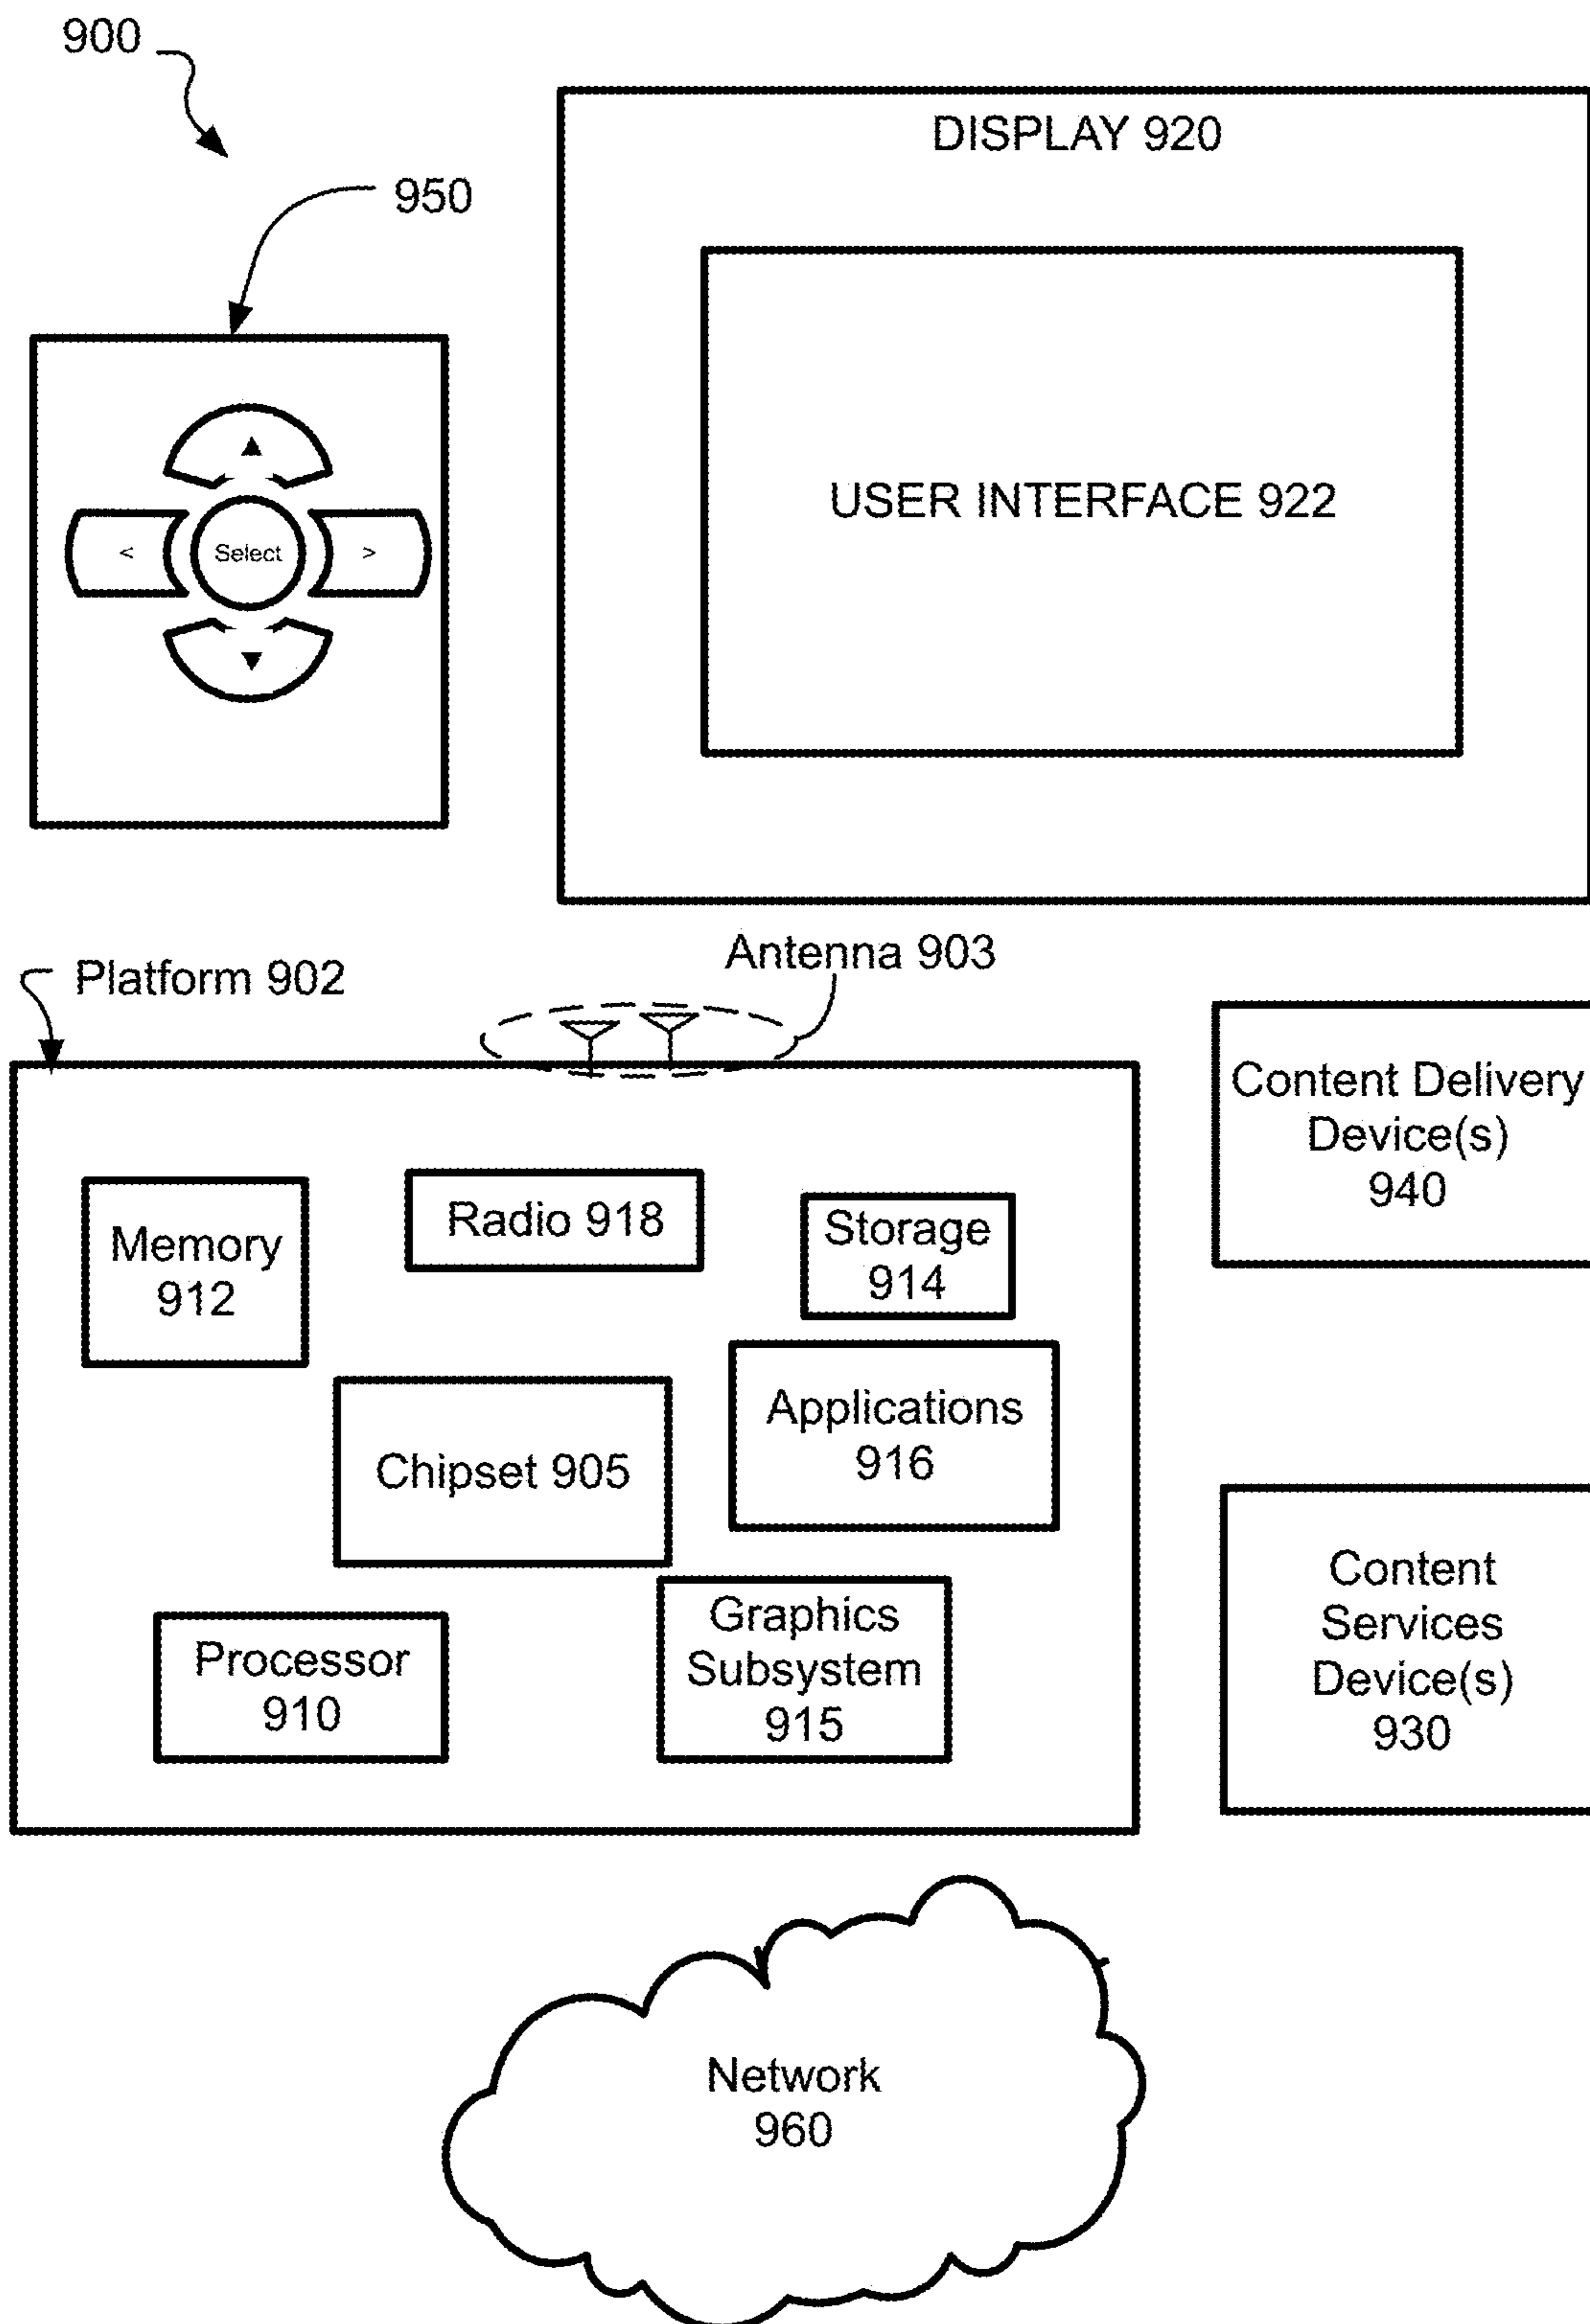 900
950
DISPLAY 920
USER INTERFACE 922
<
Select
>
Platform 902
Antenna 903
Memory
912
Radio 918
Storage
914
Chipset 905
Applications
916
Processor
910
Graphics
Subsystem
915
Content Delivery
Device(s)
940
Content
Services
Device(s)
930
Network
960